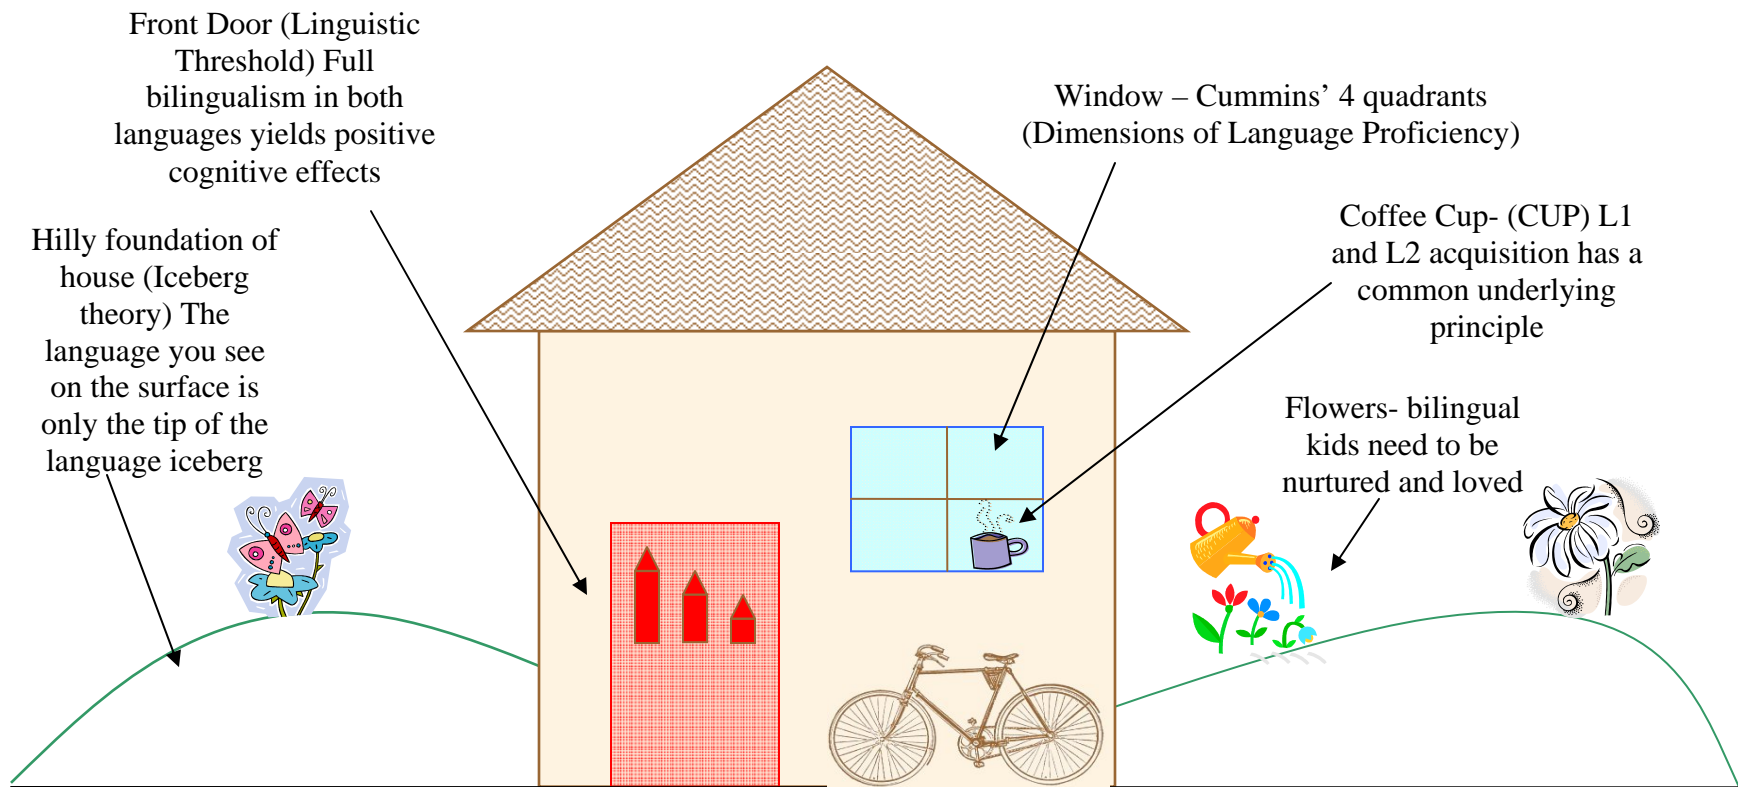 Front Door (Linguistic
Threshold) Full
bilingualism in both
languages yields positive
cognitive effects
Hilly foundation of
house (Iceberg
theory) The
language you see
on the surface is
only the tip of the
language iceberg
Window – Cummins’ 4 quadrants
(Dimensions of Language Proficiency)
Coffee Cup- (CUP) L1
and L2 acquisition has a
common underlying
principle
Flowers- bilingual
kids need to be
nurtured and loved